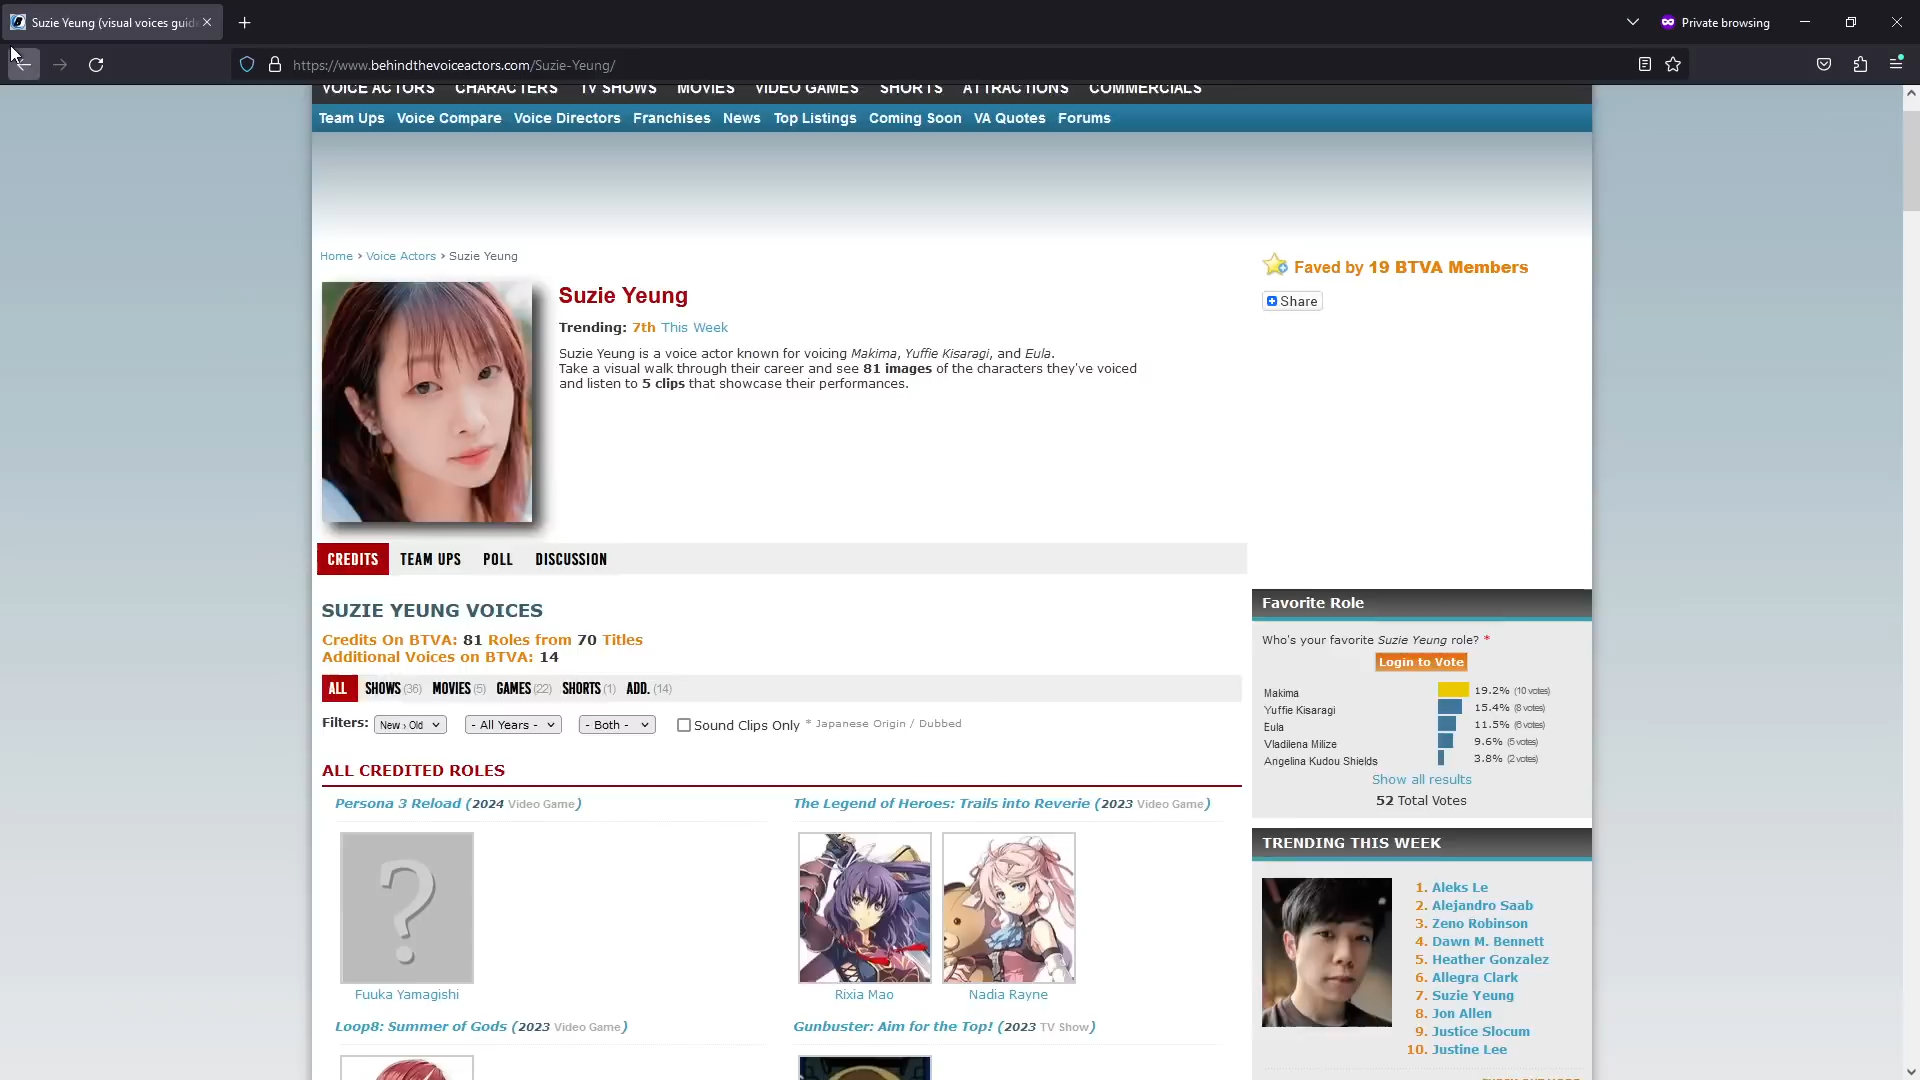 Suzie Yeung (visual voices guid
Private browsing
https://www.behindthevoiceactors.com/Suzie-Yeung/
VOICE ACTORS CHARACTERS TV SHOWS MOVIES VIDEO GAMES SHORTS ATTRACTIONS COMMERCIALS
Team Ups Voice Compare Voice Directors Franchises News Top Listings Coming Soon VA Quotes Forums
Home › Voice Actors › Suzie Yeung
Faved by 19 BTVA Members
Share
Suzie Yeung
Trending: 7th This Week
Suzie Yeung is a voice actor known for voicing Makima, Yuffie Kisaragi, and Eula.
Take a visual walk through their career and see 81 images of the characters they've voiced
and listen to 5 clips that showcase their performances.
CREDITS TEAM UPS POLL DISCUSSION
SUZIE YEUNG VOICES
Credits On BTVA: 81 Roles from 70 Titles
Additional Voices on BTVA: 14
ALL SHOWS (36) MOVIES (5) GAMES (22) SHORTS (1) ADD. (14)
Filters: New › Old - All Years - - Both - Sound Clips Only * Japanese Origin / Dubbed
ALL CREDITED ROLES
Persona 3 Reload (2024 Video Game)
Fuuka Yamagishi
The Legend of Heroes: Trails into Reverie (2023 Video Game)
Rixia Mao
Nadia Rayne
Loop8: Summer of Gods (2023 Video Game)
Gunbuster: Aim for the Top! (2023 TV Show)
Favorite Role
Who's your favorite Suzie Yeung role? *
Login to Vote
Makima 19.2% (10 votes)
Yuffie Kisaragi 15.4% (8 votes)
Eula 11.5% (6 votes)
Vladilena Milize 9.6% (5 votes)
Angelina Kudou Shields 3.8% (2 votes)
Show all results
52 Total Votes
TRENDING THIS WEEK
1. Aleks Le
2. Alejandro Saab
3. Zeno Robinson
4. Dawn M. Bennett
5. Heather Gonzalez
6. Allegra Clark
7. Suzie Yeung
8. Jon Allen
9. Justice Slocum
10. Justine Lee